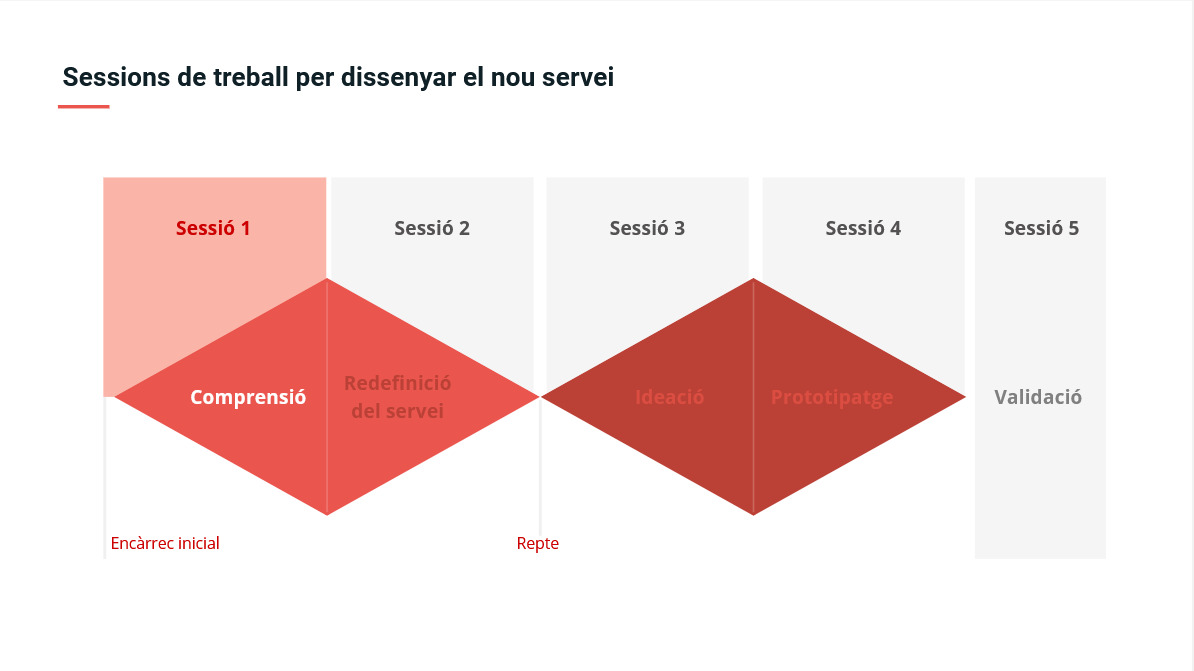 Sessions de treball per dissenyar el nou servei
Sessió 1
Sessió 2
Sessió 3
Sessió 4
Sessió 5
Comprensió
Redefinició
del servei
Ideació
Prototipatge
Validació
Encàrrec inicial
Repte